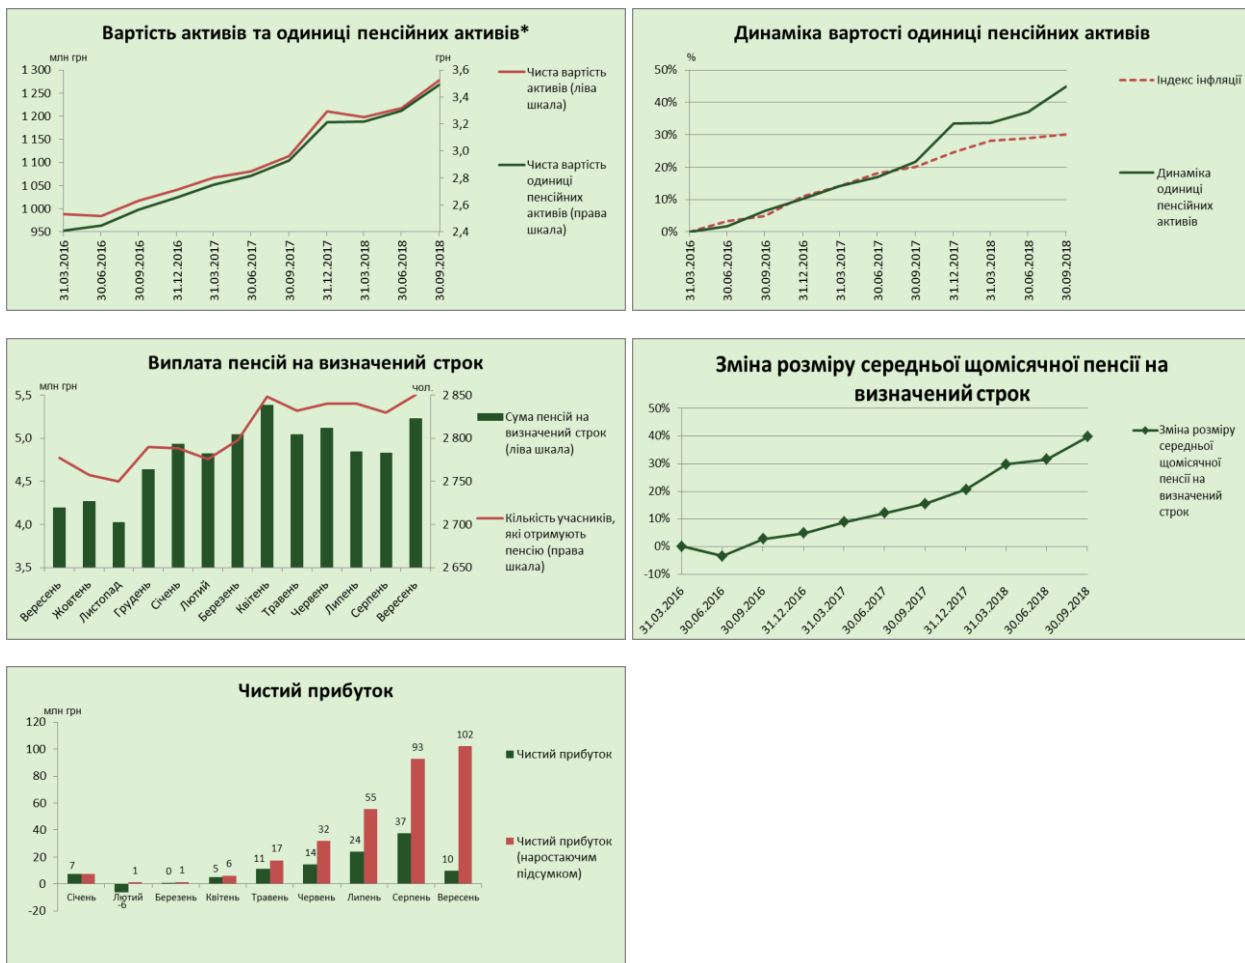 Вартість активів та одиниці пенсійних активів*
млн грн
грн
1 300
1 250
1 200
1 150
1 100
1 050
1 000
950
3,6
3,4
3,2
3,0
2,8
2,6
2,4
31.03.2016
30.06.2016
30.09.2016
31.12.2016
31.03.2017
30.06.2017
30.09.2017
31.12.2017
31.03.2018
30.06.2018
30.09.2018
Чиста вартість
активів (ліва
шкала)
Чиста вартість
одиниці
пенсійних
активів (права
шкала)
Динаміка вартості одиниці пенсійних активів
%
50%
40%
30%
20%
10%
0%
31.03.2016
30.06.2016
30.09.2016
31.12.2016
31.03.2017
30.06.2017
30.09.2017
31.12.2017
31.03.2018
30.06.2018
30.09.2018
Індекс інфляції
Динаміка
одиниці
пенсійних
активів
Виплата пенсій на визначений строк
млн грн
чол.
5,5
5,0
4,5
4,0
3,5
2 850
2 800
2 750
2 700
2 650
Вересень
Жовтень
Листопад
Грудень
Січень
Лютий
Березень
Квітень
Травень
Червень
Липень
Серпень
Вересень
Сума пенсій на
визначений строк
(ліва шкала)
Кількість учасників,
які отримують
пенсію (права
шкала)
Зміна розміру середньої щомісячної пенсії на
визначений строк
50%
40%
30%
20%
10%
0%
-10%
31.03.2016
30.06.2016
30.09.2016
31.12.2016
31.03.2017
30.06.2017
30.09.2017
31.12.2017
31.03.2018
30.06.2018
30.09.2018
Зміна розміру
середньої
щомісячної
пенсії на
визначений
строк
Чистий прибуток
млн грн
120
100
80
60
40
20
0
-20
7
-6
1
0
1
5
6
11
17
14
32
24
55
37
93
10
102
Січень
Лютий
Березень
Квітень
Травень
Червень
Липень
Серпень
Вересень
Чистий прибуток
Чистий прибуток
(наростаючим
підсумком)